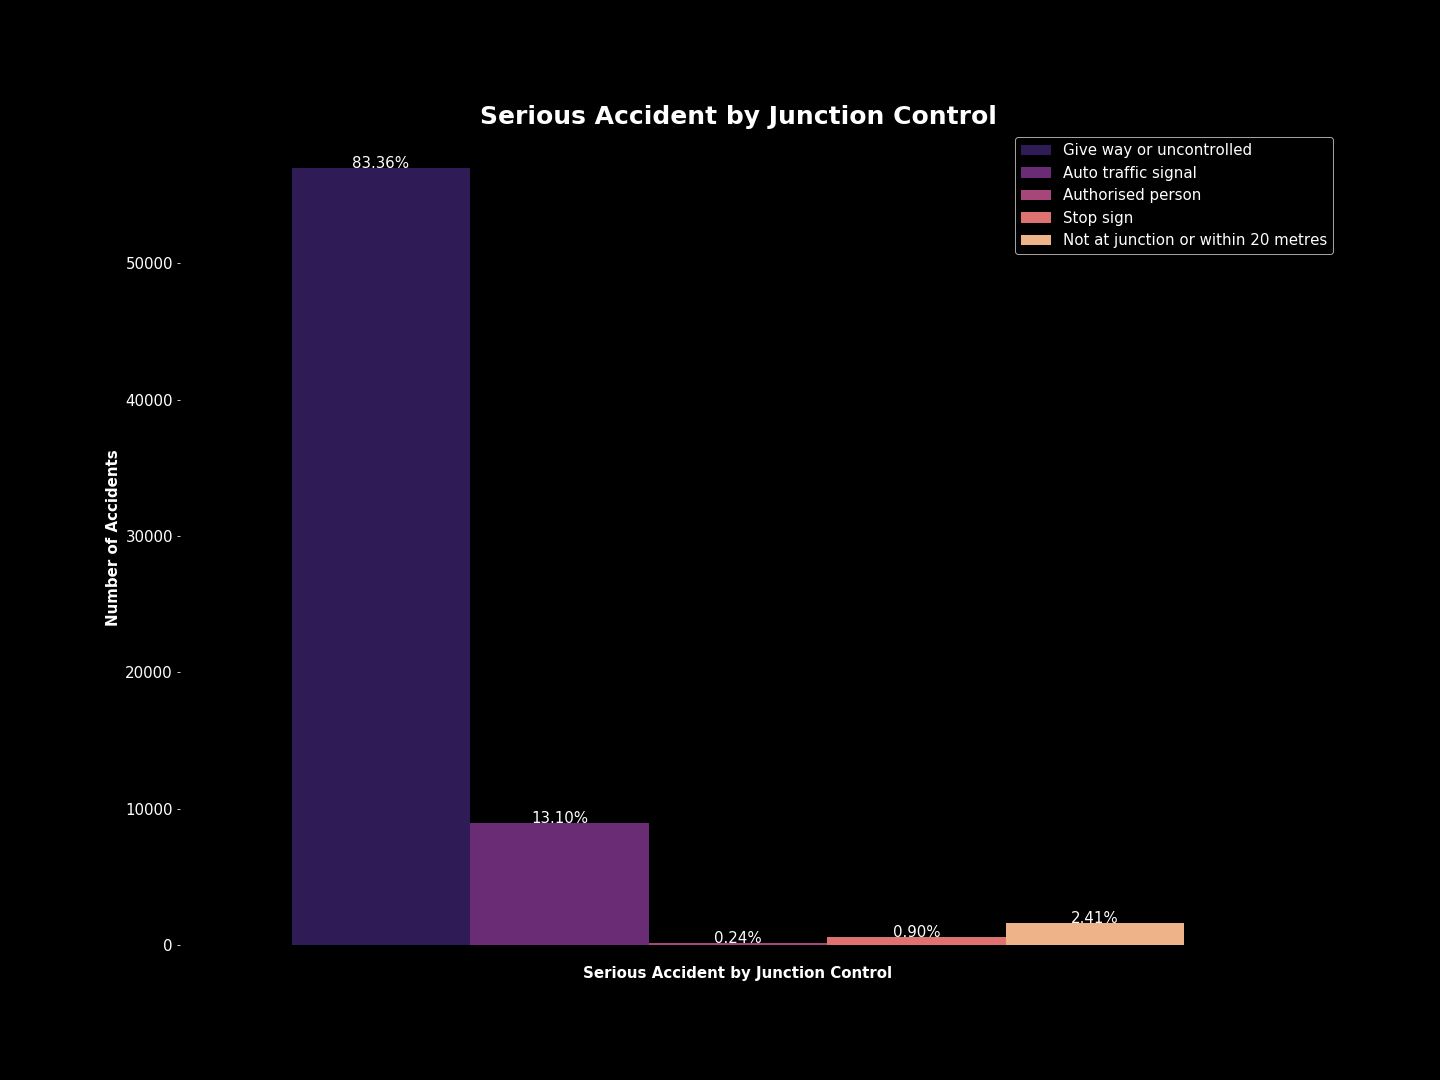 Serious Accident by Junction Control
83.36%
Give way or uncontrolled
Auto traffic signal
Authorised person
Stop sign
Not at junction or within 20 metres
50000
40000
Number of Accidents
30000
20000
10000
13.10%
0.24%
0.90%
2.41%
0
Serious Accident by Junction Control